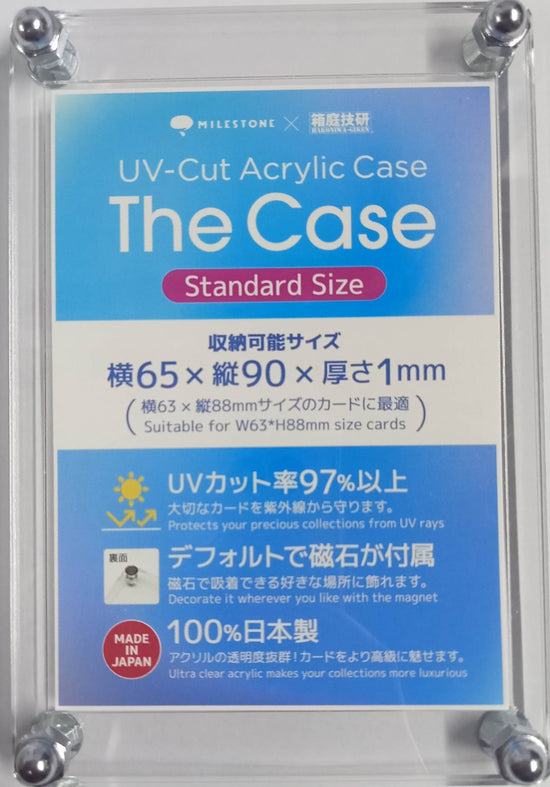 MILESTONE × 箱庭技研
HAKONIWA-GIKEN
UV-Cut Acrylic Case
The Case
Standard Size
収納可能サイズ
横65×縦90×厚さ1mm
(横63×縦88mmサイズのカードに最適
Suitable for W63*H88mm size cards)
UVカット率97%以上
大切なカードを紫外線から守ります。
Protects your precious collections from UV rays
裏面
デフォルトで磁石が付属
磁石で吸着できる好きな場所に飾れます。
Decorate it wherever you like with the magnet
MADE
IN
JAPAN
100%日本製
アクリルの透明度抜群!カードをより高級に魅せます。
Ultra clear acrylic makes your collections more luxurious